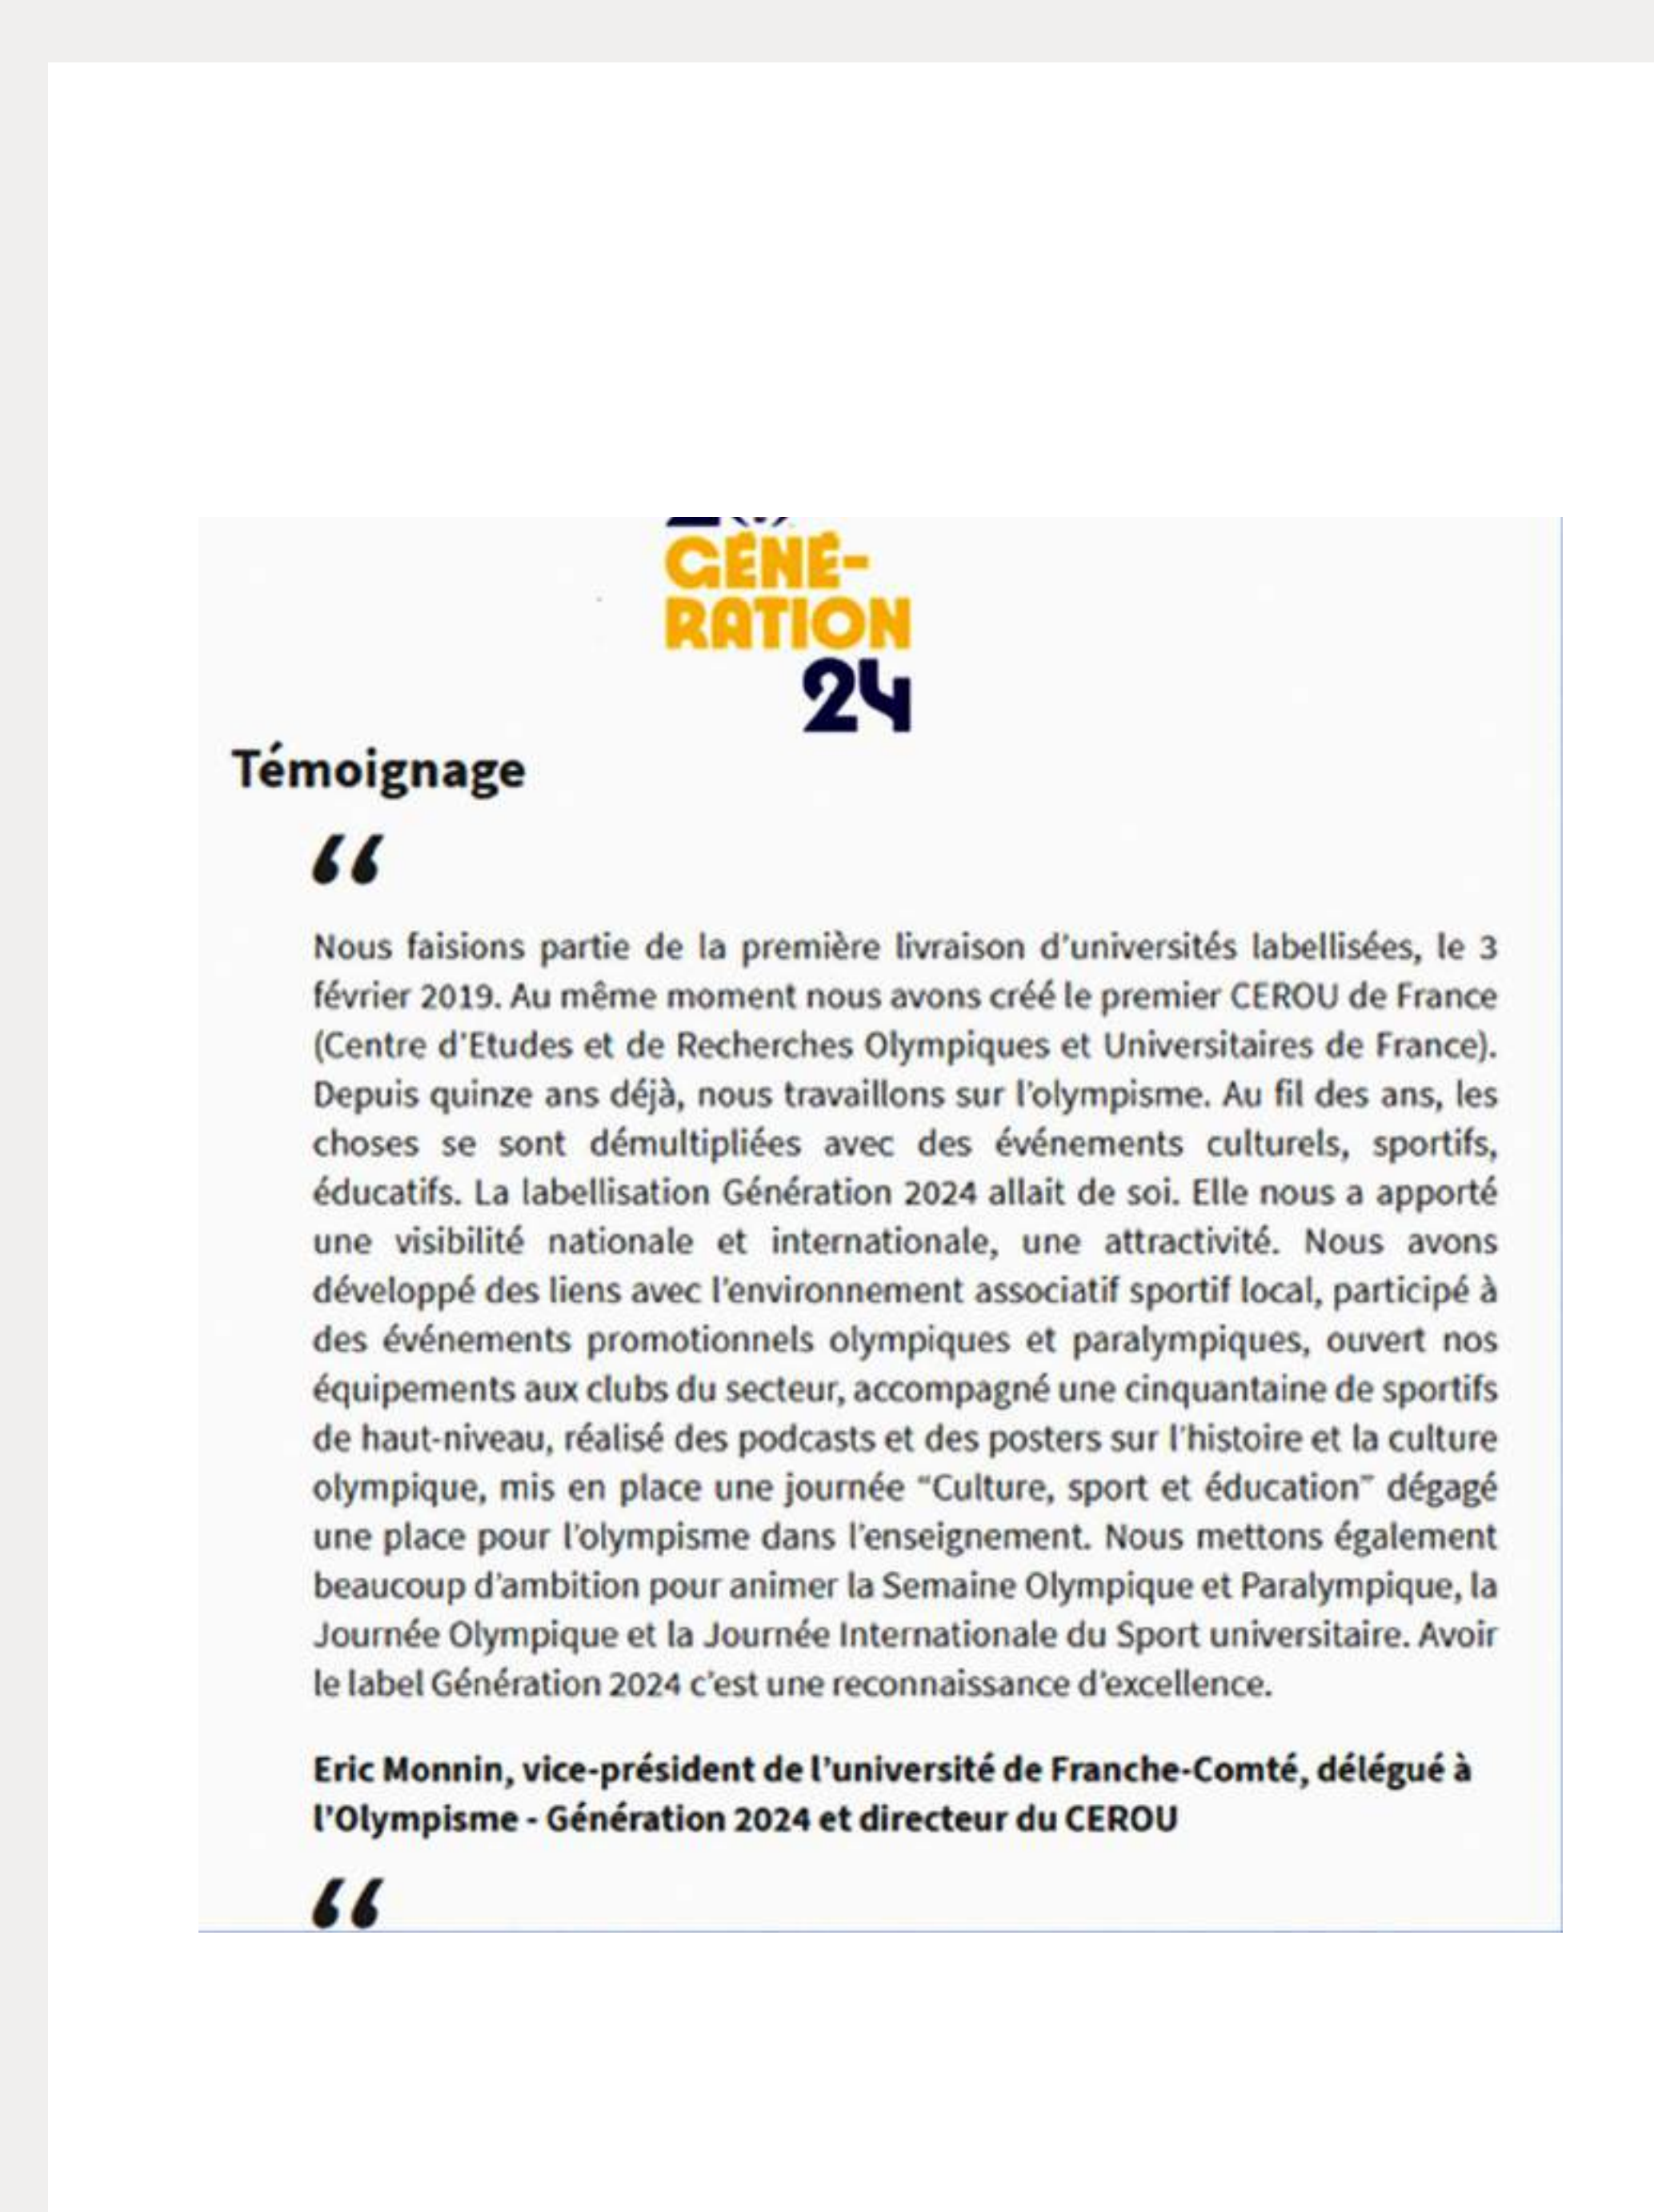 GÉNÉ-
RATION
24
Témoignage
“
Nous faisions partie de la première livraison d’universités labellisées, le 3
février 2019. Au même moment nous avons créé le premier CEROU de France
(Centre d’Etudes et de Recherches Olympiques et Universitaires de France).
Depuis quinze ans déjà, nous travaillons sur l’olympisme. Au fil des ans, les
choses se sont démultipliées avec des événements culturels, sportifs,
éducatifs. La labellisation Génération 2024 allait de soi. Elle nous a apporté
une visibilité nationale et internationale, une attractivité. Nous avons
développé des liens avec l’environnement associatif sportif local, participé à
des événements promotionnels olympiques et paralympiques, ouvert nos
équipements aux clubs du secteur, accompagné une cinquantaine de sportifs
de haut-niveau, réalisé des podcasts et des posters sur l’histoire et la culture
olympique, mis en place une journée “Culture, sport et éducation” dégagé
une place pour l’olympisme dans l’enseignement. Nous mettons également
beaucoup d’ambition pour animer la Semaine Olympique et Paralympique, la
Journée Olympique et la Journée Internationale du Sport universitaire. Avoir
le label Génération 2024 c’est une reconnaissance d’excellence.
Eric Monnin, vice-président de l’université de Franche-Comté, délégué à
l’Olympisme - Génération 2024 et directeur du CEROU
“